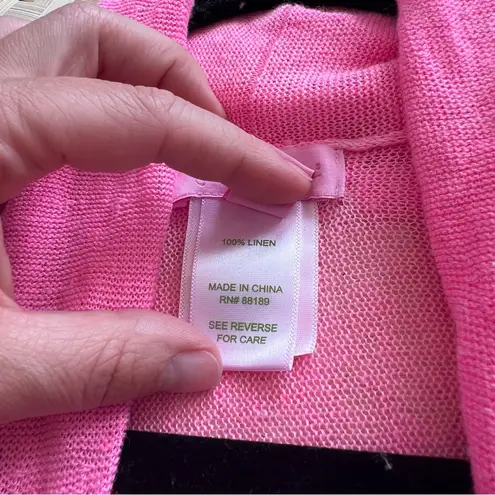 100% LINEN
MADE IN CHINA
RN# 88189
SEE REVERSE
FOR CARE